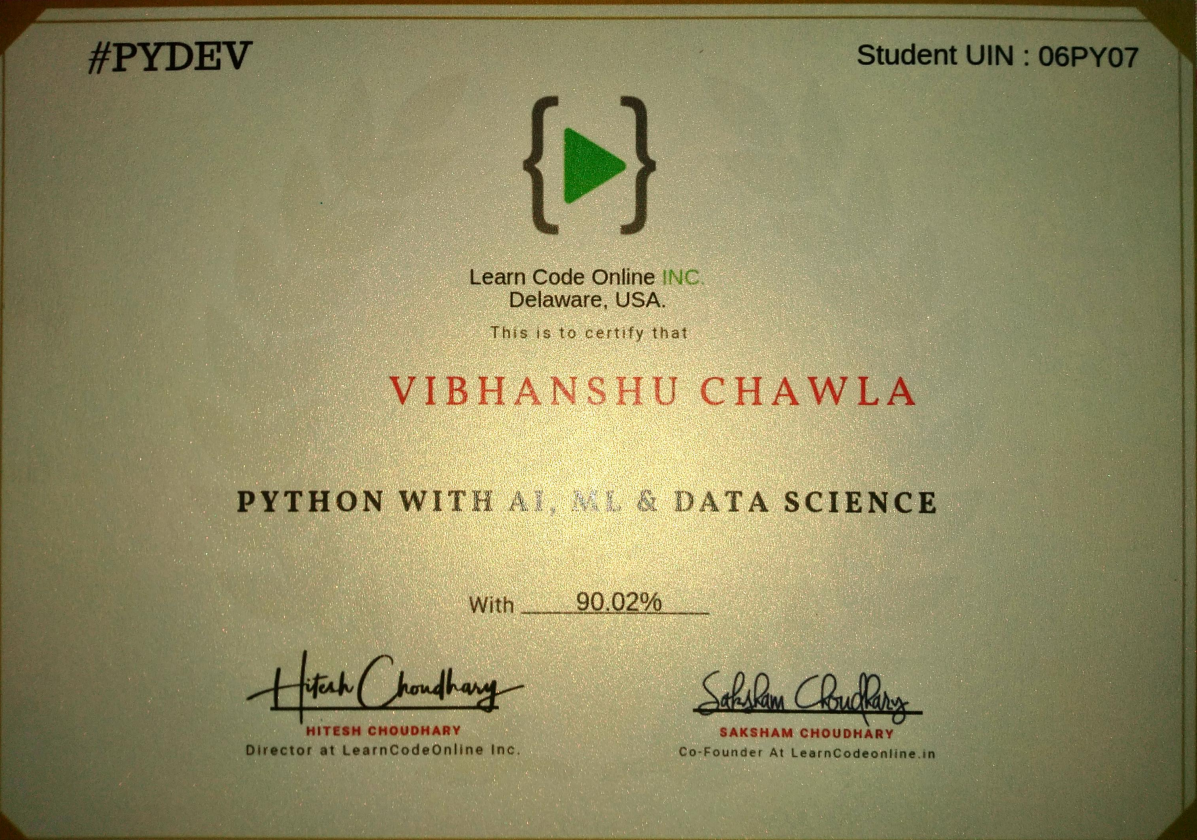 #PYDEV
Student UIN : 06PY07
Learn Code Online INC.
Delaware, USA.
This is to certify that
VIBHANSHU CHAWLA
PYTHON WITH AI, ML & DATA SCIENCE
With 90.02%
Hitesh Choudhary
HITESH CHOUDHARY
Director at LearnCodeOnline Inc.
Saksham Choudhary
SAKSHAM CHOUDHARY
Co-Founder At LearnCodeonline.in